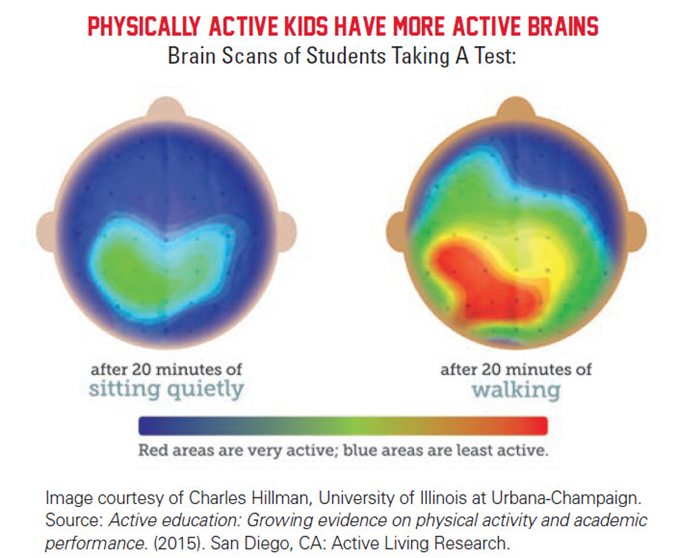 PHYSICALLY ACTIVE KIDS HAVE MORE ACTIVE BRAINS
Brain Scans of Students Taking A Test:
after 20 minutes of
sitting quietly
after 20 minutes of
walking
Red areas are very active; blue areas are least active.
Image courtesy of Charles Hillman, University of Illinois at Urbana-Champaign.
Source: Active education: Growing evidence on physical activity and academic
performance. (2015). San Diego, CA: Active Living Research.